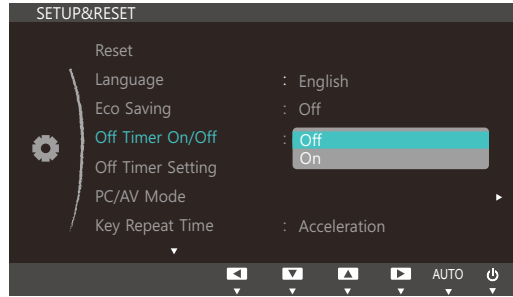 SETUP&RESET
Reset
Language : English
Eco Saving : Off
Off Timer On/Off : Off
On
Off Timer Setting
PC/AV Mode
Key Repeat Time : Acceleration
AUTO